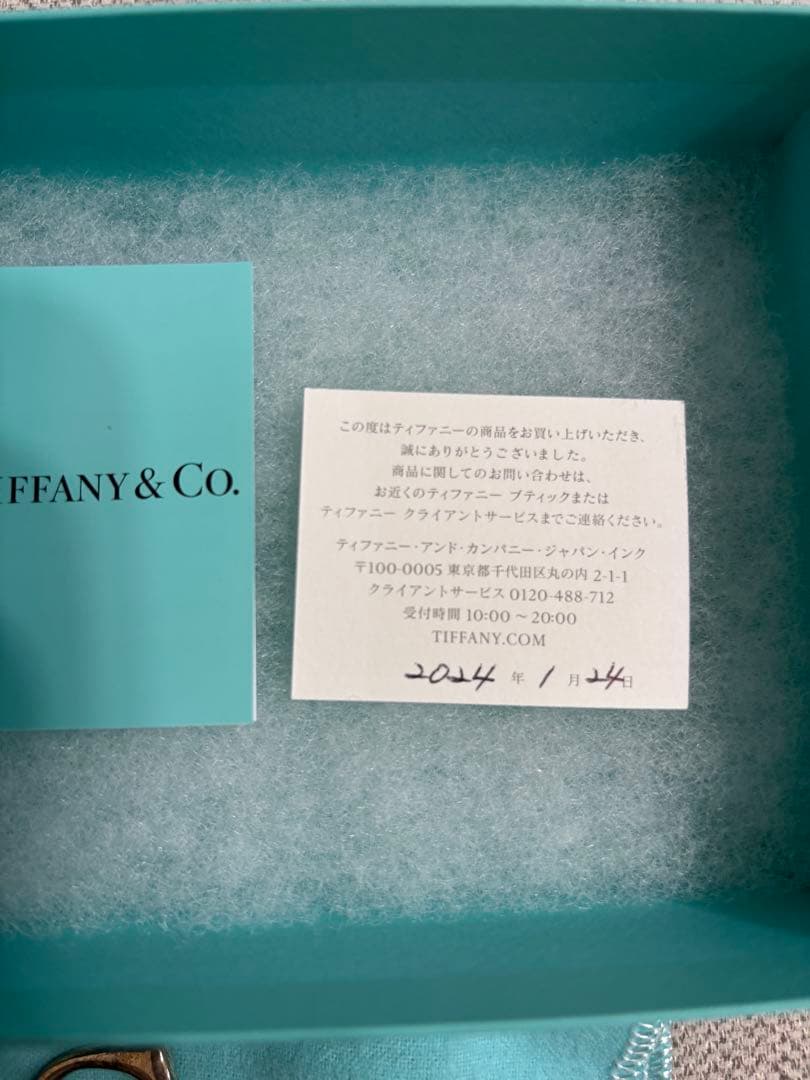 TIFFANY & CO.
この度はティファニーの商品をお買い上げいただき、
誠にありがとうございました。
商品に関してのお問い合わせは、
お近くのティファニー ブティックまたは
ティファニー クライアントサービスまでご連絡ください。
ティファニー・アンド・カンパニー・ジャパン・インク
〒100-0005 東京都千代田区丸の内 2-1-1
クライアントサービス 0120-488-712
受付時間 10:00 ～ 20:00
TIFFANY.COM
2024 年 1 月 24 日